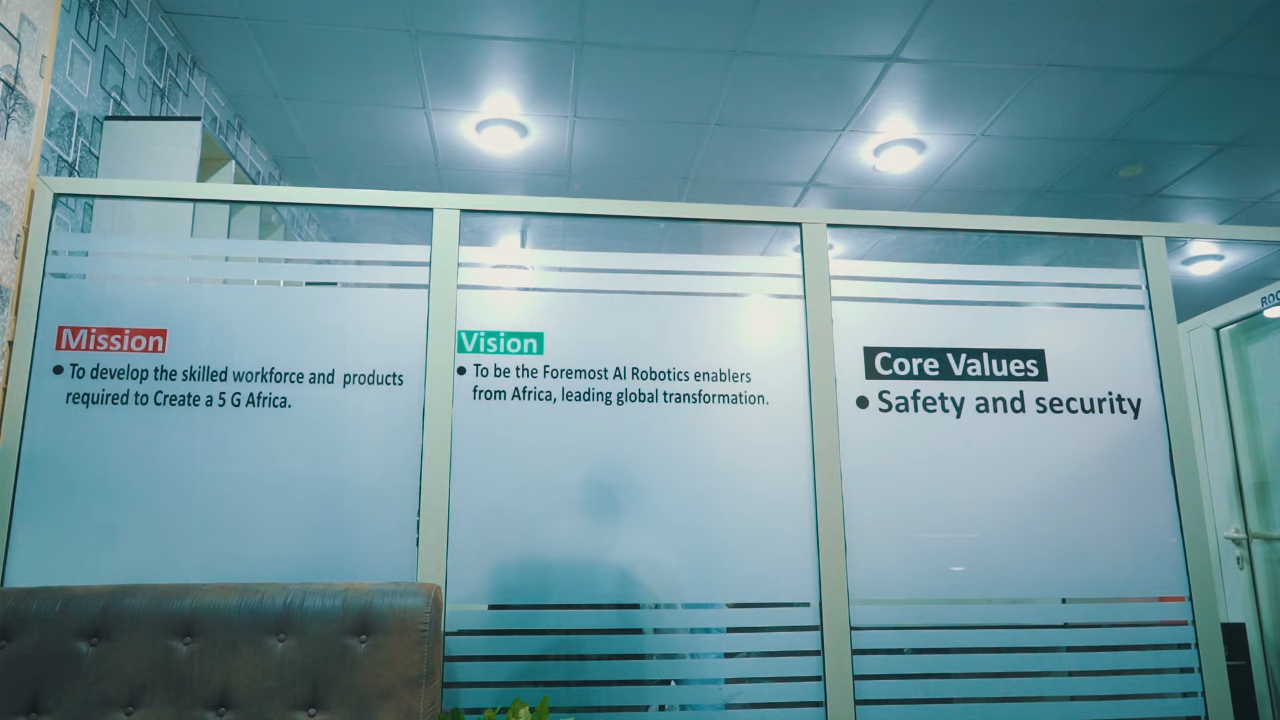 Mission
• To develop the skilled workforce and products
required to Create a 5 G Africa.
Vision
• To be the Foremost AI Robotics enablers
from Africa, leading global transformation.
Core Values
• Safety and security